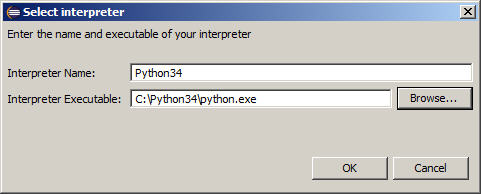 Select interpreter
Enter the name and executable of your interpreter
Interpreter Name: Python34
Interpreter Executable: C:\Python34\python.exe Browse...
OK Cancel